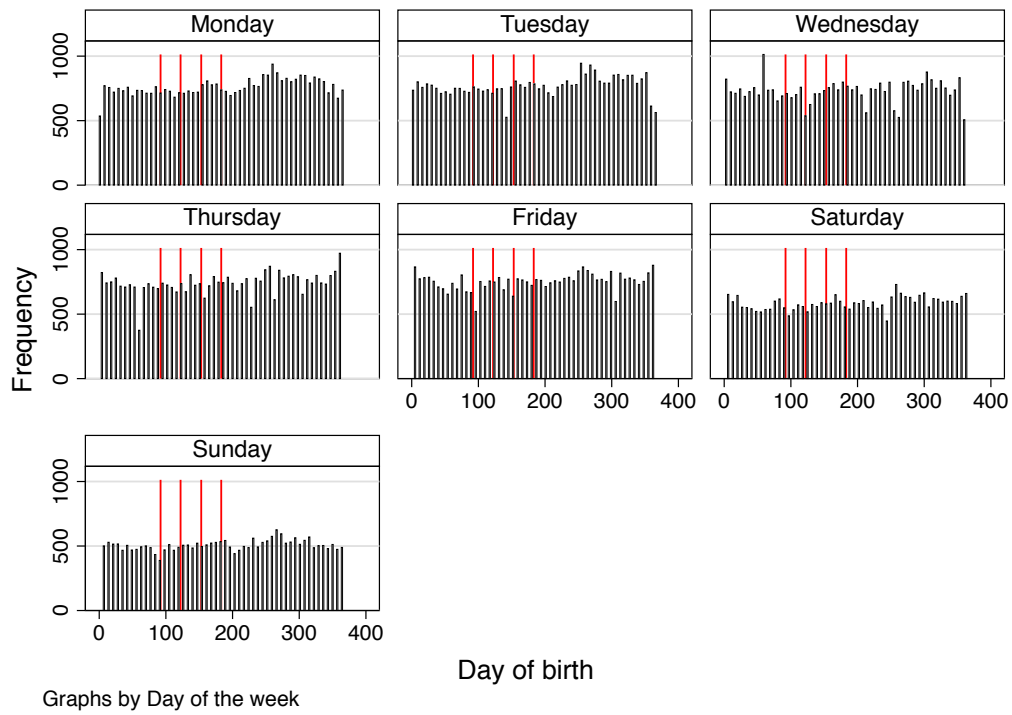 Monday Tuesday Wednesday
1000
500
0
Thursday Friday Saturday
1000
500
0
0 100 200 300 400 0 100 200 300 400
Sunday
1000
500
0
0 100 200 300 400
Frequency
Day of birth
Graphs by Day of the week